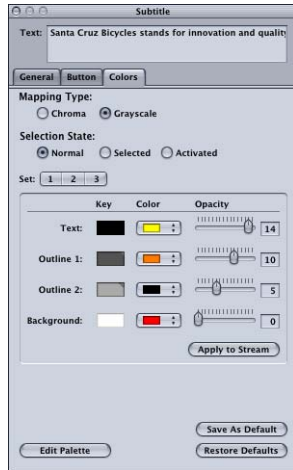 Subtitle
Text: Santa Cruz Bicycles stands for innovation and quality
General Button Colors
Mapping Type:
Chroma Grayscale
Selection State:
Normal Selected Activated
Set: 1 2 3
Key Color Opacity
Text: 14
Outline 1: 10
Outline 2: 5
Background: 0
Apply to Stream
Save As Default
Edit Palette Restore Defaults